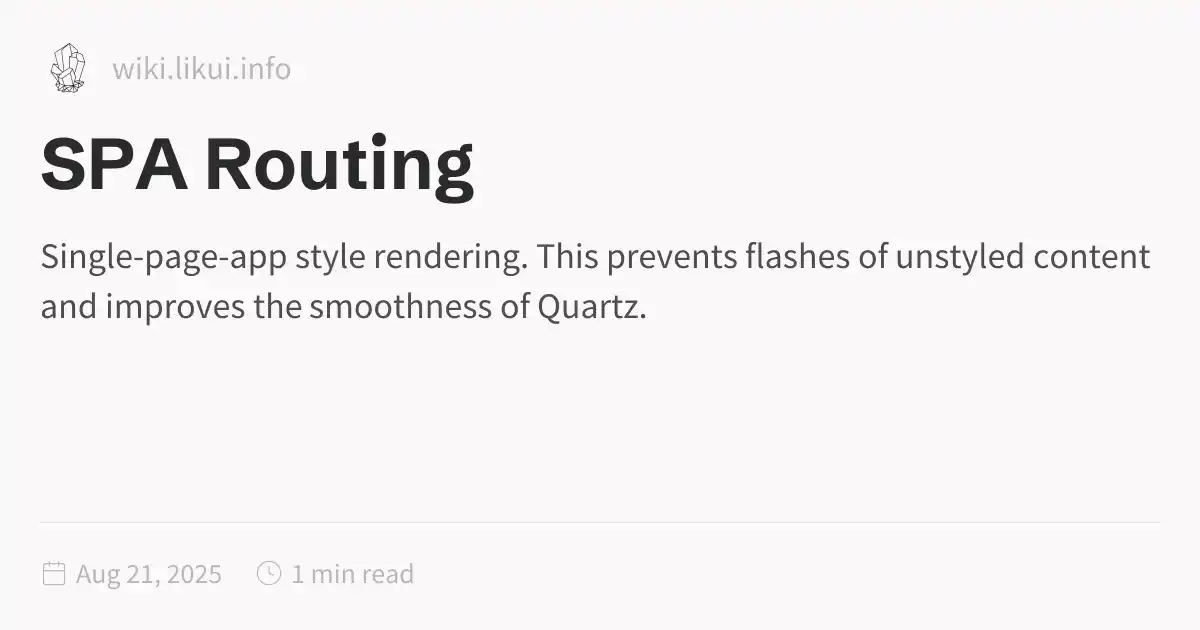 wiki.likui.info
SPA Routing
Single-page-app style rendering. This prevents flashes of unstyled content
and improves the smoothness of Quartz.
Aug 21, 2025 1 min read